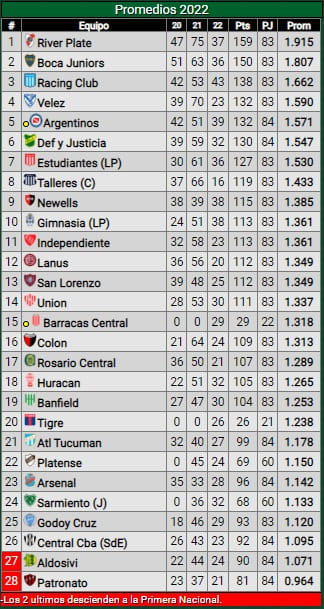 Promedios 2022
# Equipo 20 21 22 Pts PJ Prom
1 River Plate 47 75 37 159 83 1.915
2 Boca Juniors 51 63 36 150 83 1.807
3 Racing Club 42 53 43 138 83 1.662
4 Velez 39 70 23 132 83 1.590
5 Argentinos 42 51 39 132 84 1.571
6 Def y Justicia 39 61 30 130 84 1.547
7 Estudiantes (LP) 30 61 36 127 83 1.530
8 Talleres (C) 37 66 16 119 83 1.433
9 Newells 38 39 38 115 83 1.385
10 Gimnasia (LP) 24 51 38 113 83 1.361
11 Independiente 32 58 23 113 83 1.361
12 Lanus 36 56 20 112 83 1.349
13 San Lorenzo 39 48 25 112 83 1.349
14 Union 28 53 30 111 83 1.337
15 Barracas Central 0 0 29 29 22 1.318
16 Colon 21 64 24 109 83 1.313
17 Rosario Central 36 50 21 107 83 1.289
18 Huracan 22 51 32 105 83 1.265
19 Banfield 27 47 30 104 83 1.253
20 Tigre 0 0 26 26 21 1.238
21 Atl Tucuman 32 40 27 99 84 1.178
22 Platense 0 45 24 69 60 1.150
23 Arsenal 35 33 28 96 84 1.142
24 Sarmiento (J) 0 36 32 68 60 1.133
25 Godoy Cruz 18 46 29 93 83 1.120
26 Central Cba (SdE) 26 43 23 92 84 1.095
27 Aldosivi 22 44 24 90 84 1.071
28 Patronato 23 37 21 81 84 0.964
-Los 2 ultimos descienden a la Primera Nacional.